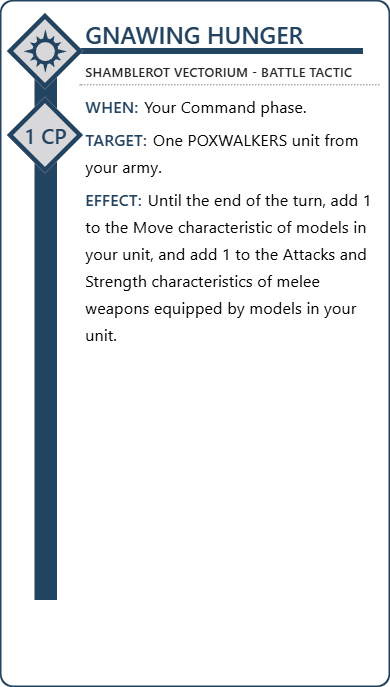 GNAWING HUNGER
SHAMBLEROT VECTORIUM - BATTLE TACTIC
WHEN: Your Command phase.
1 CP
TARGET: One POXWALKERS unit from
your army.
EFFECT: Until the end of the turn, add 1
to the Move characteristic of models in
your unit, and add 1 to the Attacks and
Strength characteristics of melee
weapons equipped by models in your
unit.